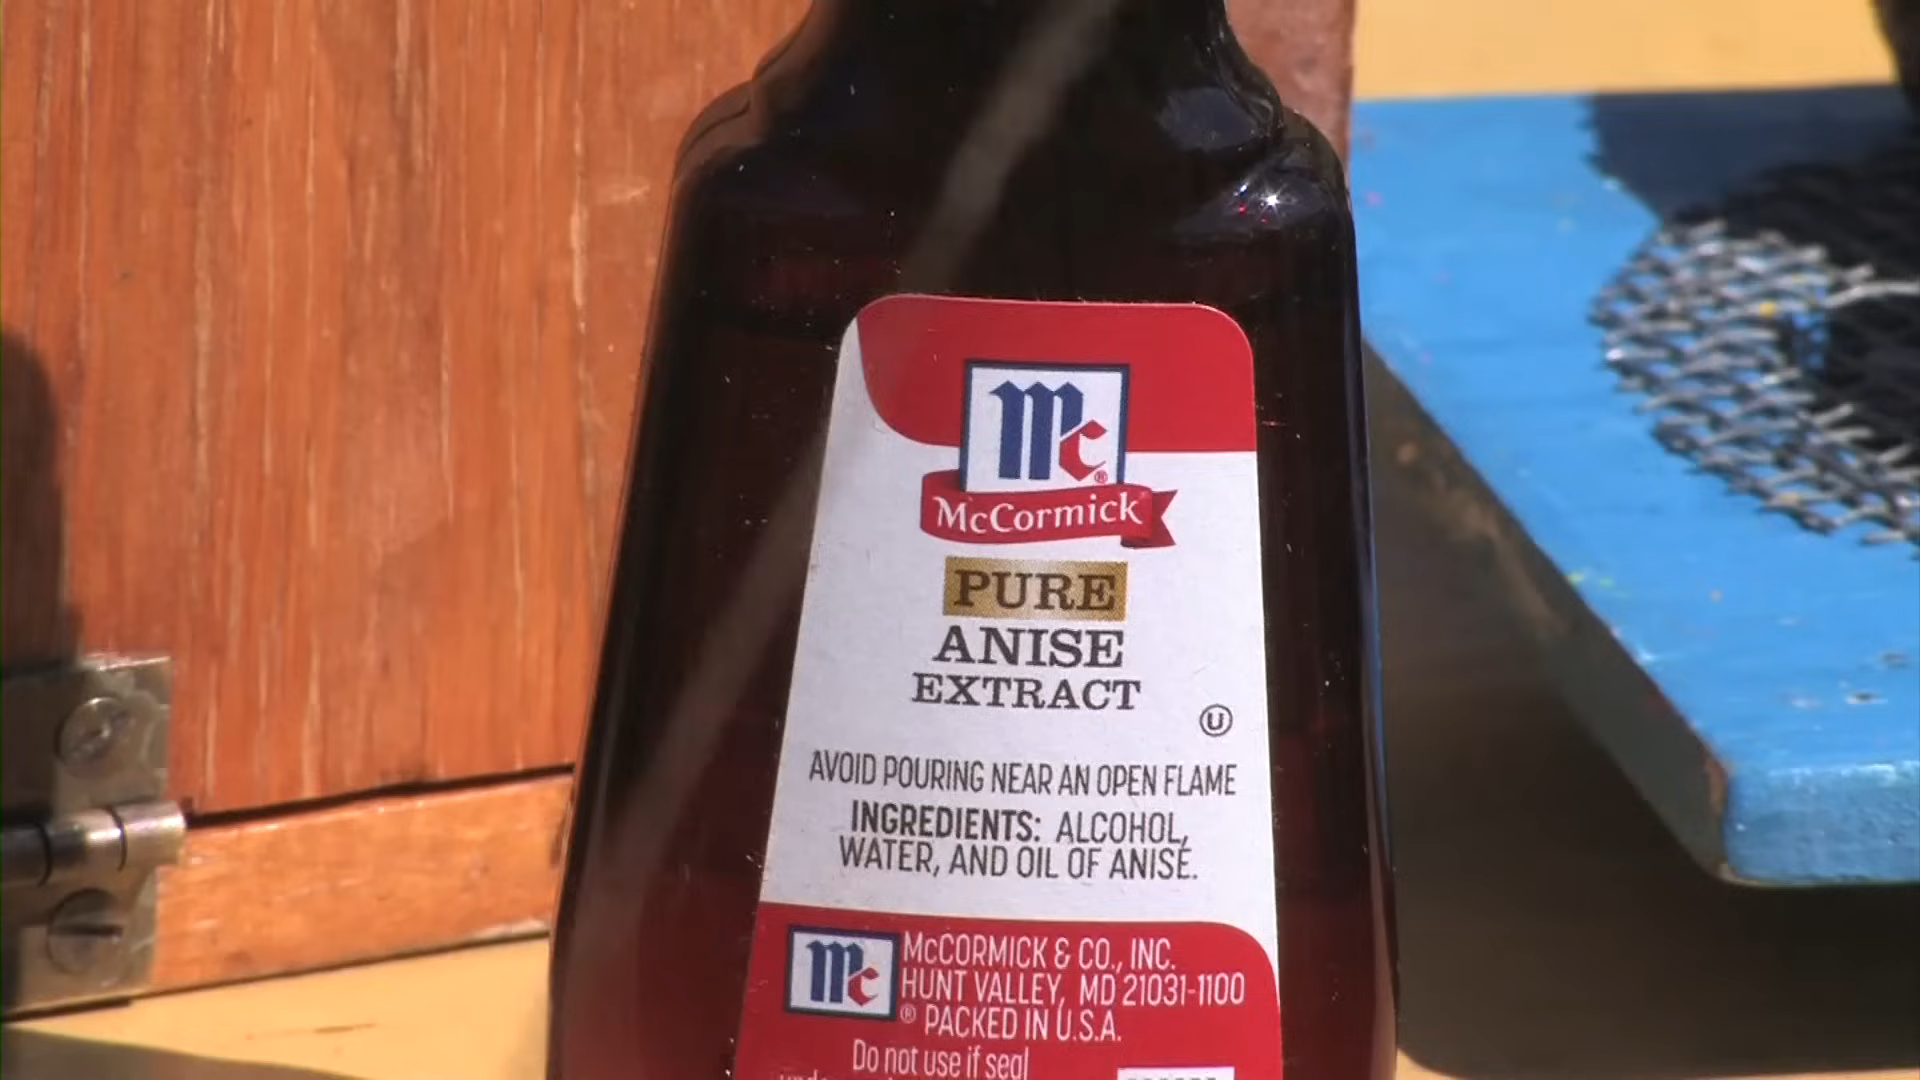 Mc®
McCormick®
PURE
ANISE
EXTRACT
U
AVOID POURING NEAR AN OPEN FLAME
INGREDIENTS: ALCOHOL,
WATER, AND OIL OF ANISE.
Mc
McCORMICK & CO., INC.
HUNT VALLEY, MD 21031-1100
® PACKED IN U.S.A.
Do not use if seal